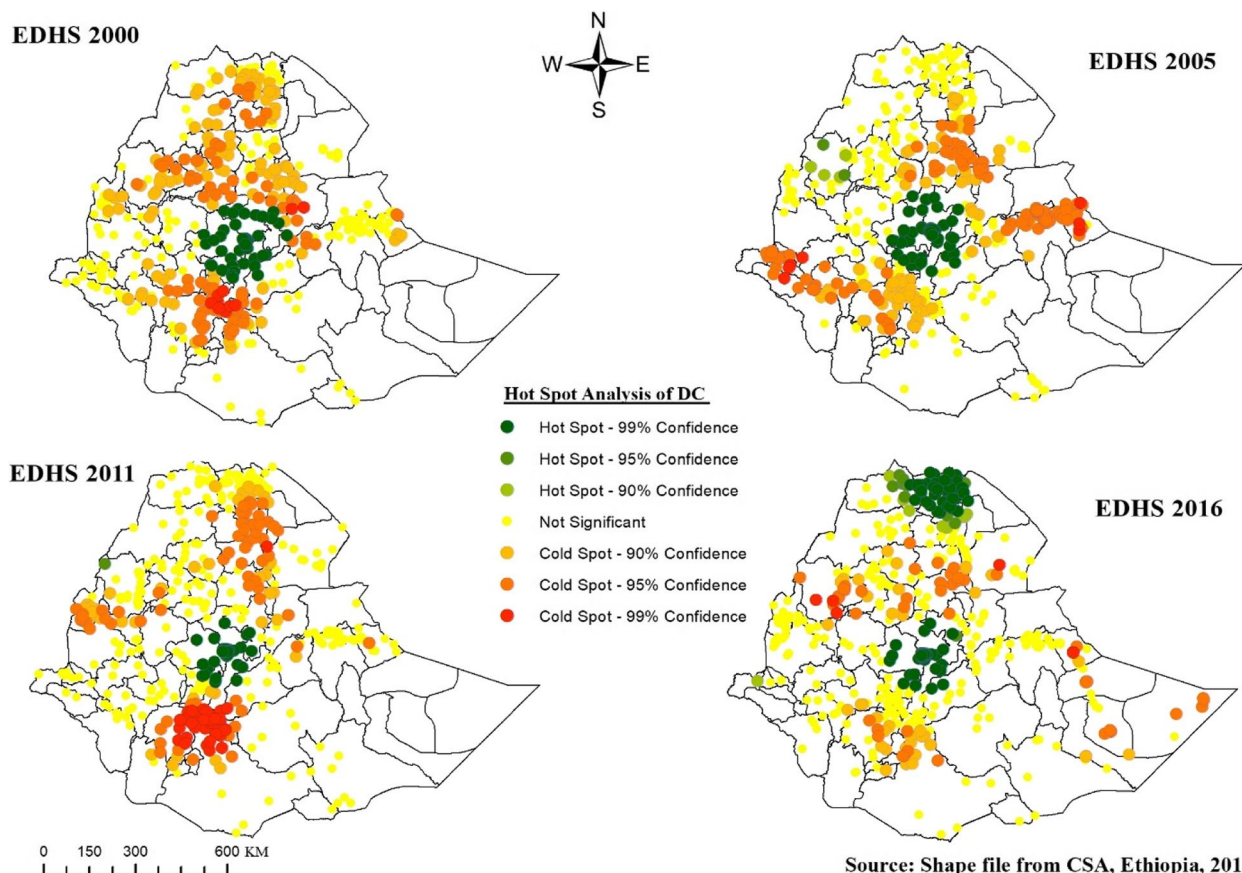 EDHS 2000
N
W E
S
EDHS 2005
Hot Spot Analysis of DC
Hot Spot - 99% Confidence
Hot Spot - 95% Confidence
Hot Spot - 90% Confidence
Not Significant
Cold Spot - 90% Confidence
Cold Spot - 95% Confidence
Cold Spot - 99% Confidence
EDHS 2011
EDHS 2016
0 150 300 600 KM
Source: Shape file from CSA, Ethiopia, 201